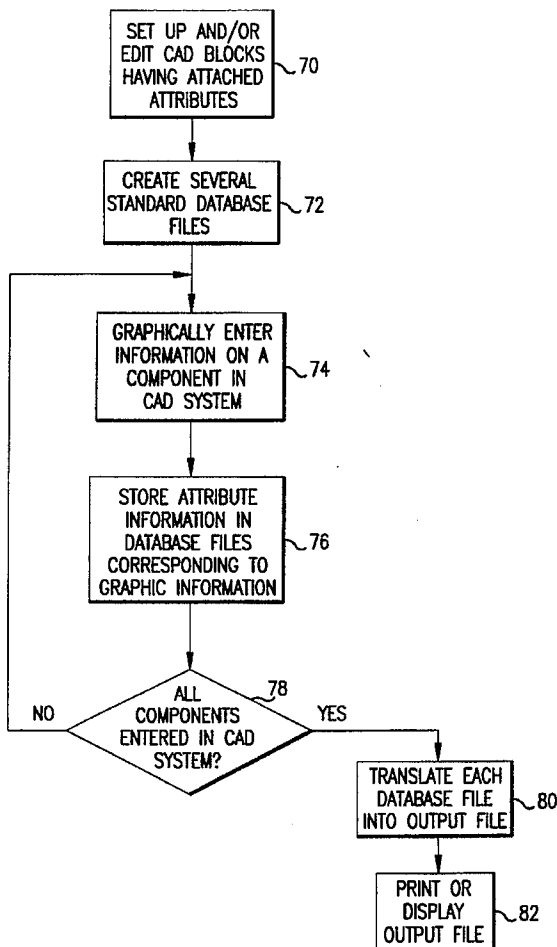 SET UP AND/OR
EDIT CAD BLOCKS
HAVING ATTACHED
ATTRIBUTES
70
CREATE SEVERAL
STANDARD DATABASE
FILES
72
GRAPHICALLY ENTER
INFORMATION ON A
COMPONENT IN
CAD SYSTEM
74
STORE ATTRIBUTE
INFORMATION IN
DATABASE FILES
CORRESPONDING TO
GRAPHIC INFORMATION
76
78
ALL
COMPONENTS
ENTERED IN CAD
SYSTEM?
NO
YES
TRANSLATE EACH
DATABASE FILE
INTO OUTPUT FILE
80
PRINT OR
DISPLAY
OUTPUT FILE
82